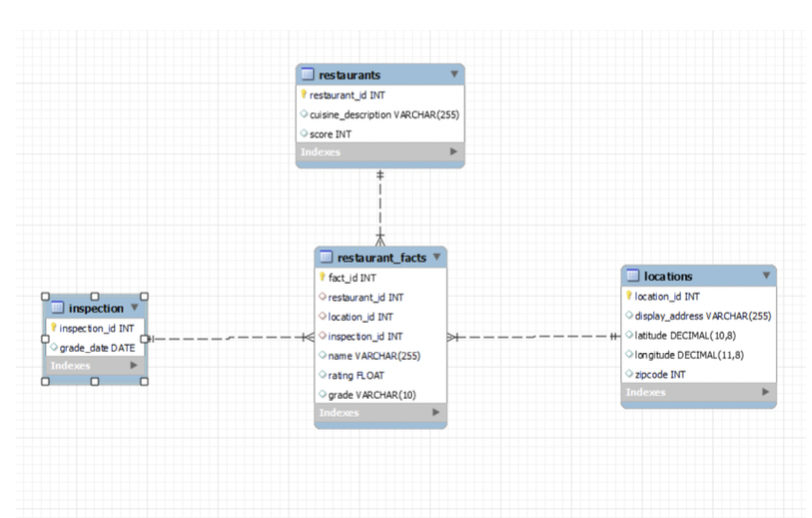 restaurants
restaurant_id INT
cuisine_description VARCHAR(255)
score INT
Indexes
restaurant_facts
fact_id INT
restaurant_id INT
location_id INT
inspection_id INT
name VARCHAR(255)
rating FLOAT
grade VARCHAR(10)
Indexes
inspection
inspection_id INT
grade_date DATE
Indexes
locations
location_id INT
display_address VARCHAR(255)
latitude DECIMAL(10,8)
longitude DECIMAL(11,8)
zipcode INT
Indexes